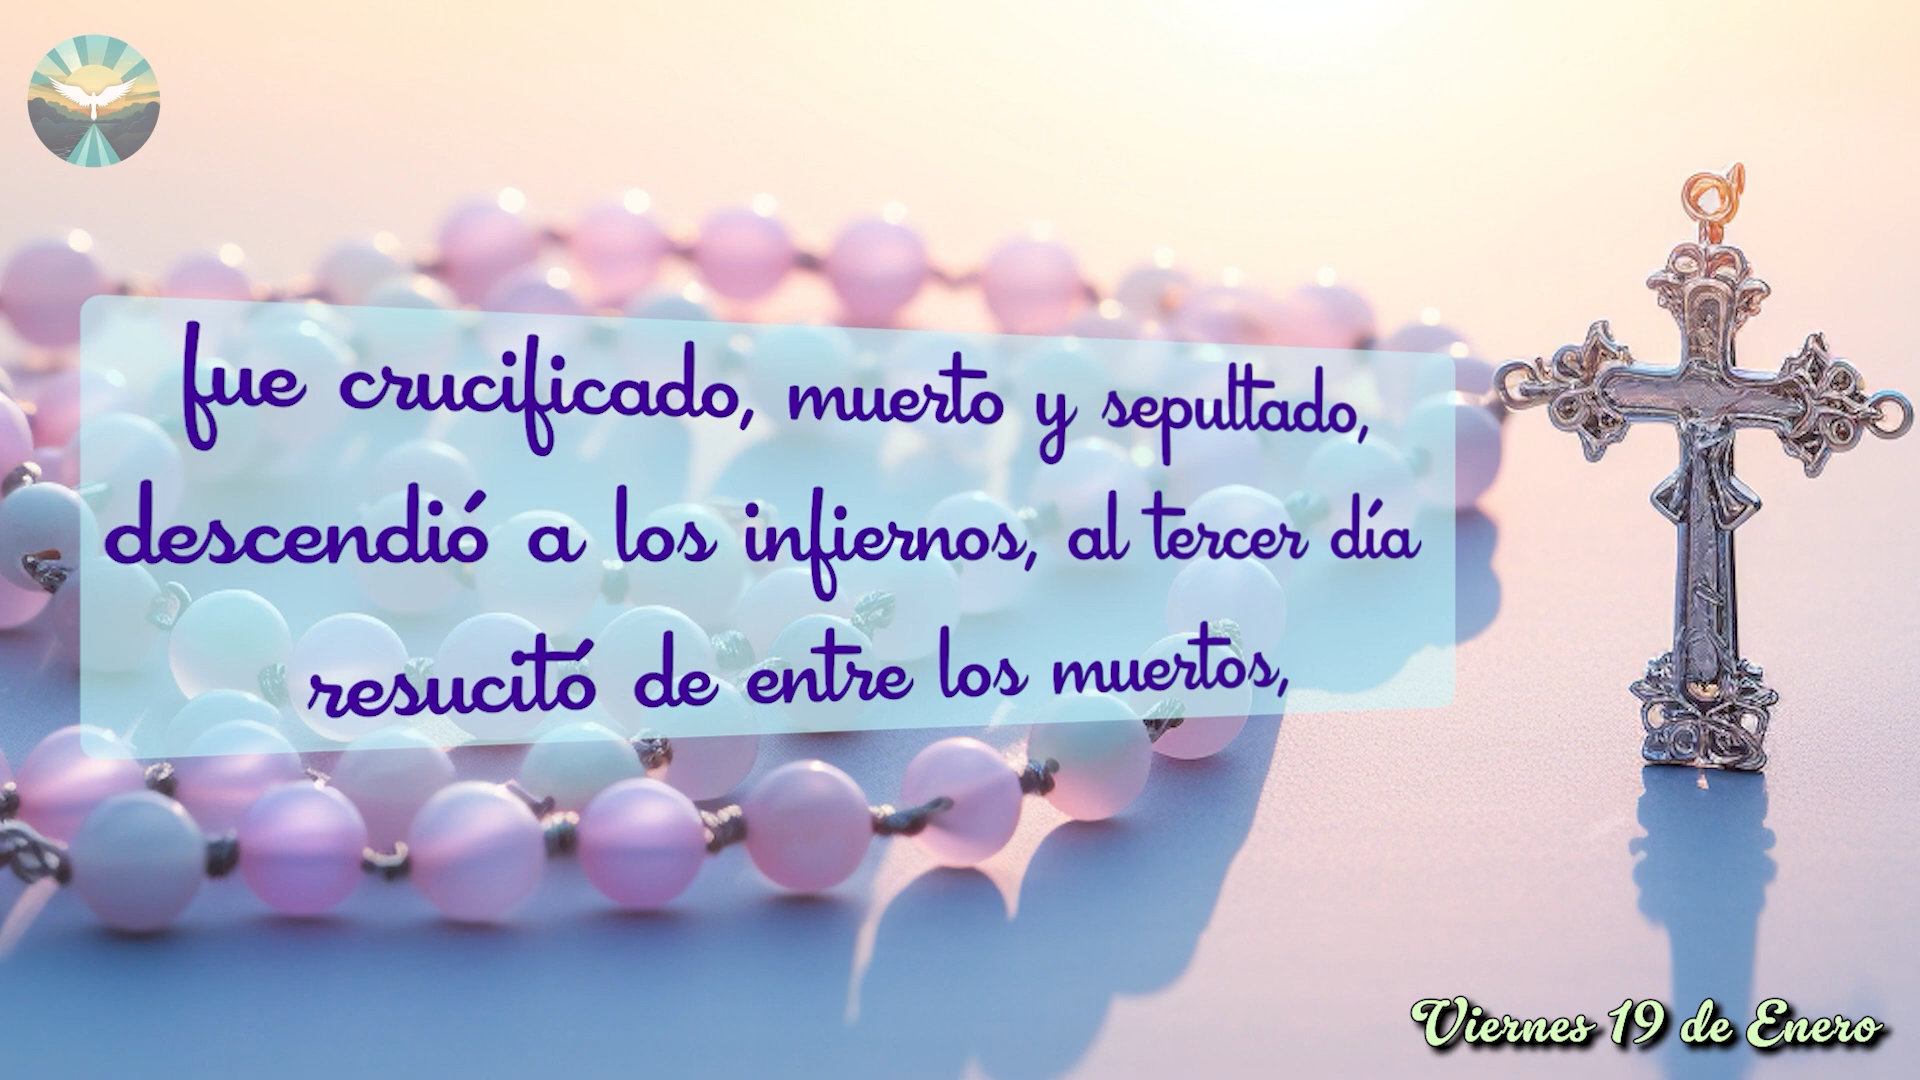 fue crucificado, muerto y sepultado,
descendió a los infiernos, al tercer día
resucitó de entre los muertos,
Viernes 19 de Enero